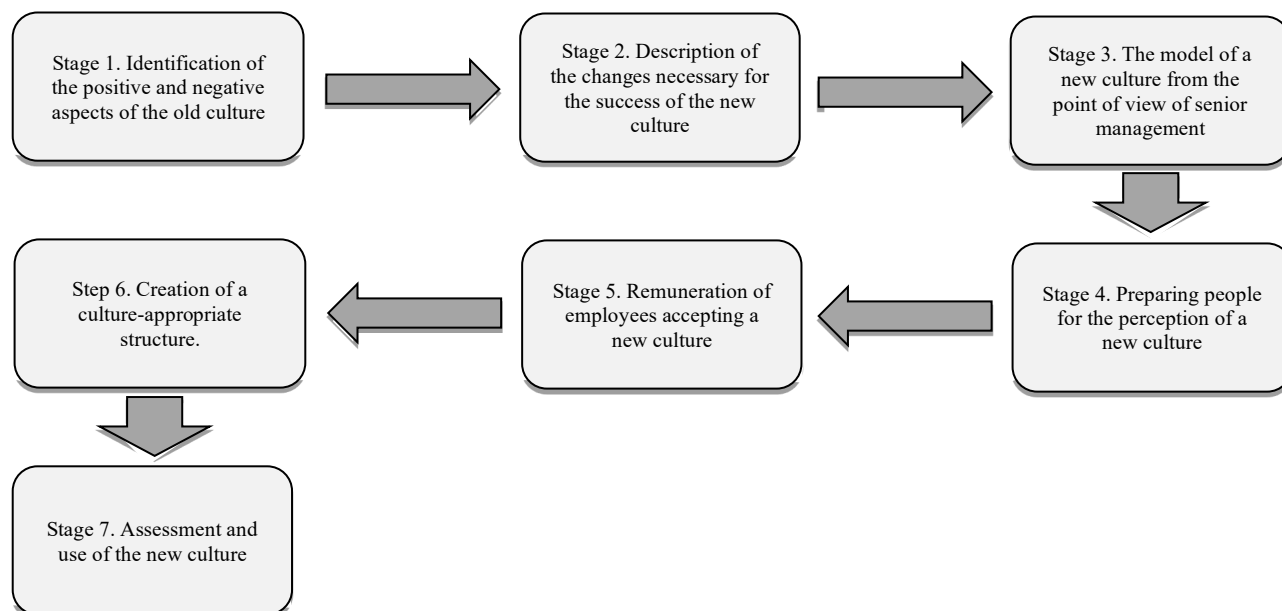 Stage 1. Identification of
the positive and negative
aspects of the old culture
Stage 2. Description of
the changes necessary for
the success of the new
culture
Stage 3. The model of a
new culture from the
point of view of senior
management
Stage 4. Preparing people
for the perception of a
new culture
Stage 5. Remuneration of
employees accepting a
new culture
Step 6. Creation of a
culture-appropriate
structure.
Stage 7. Assessment and
use of the new culture